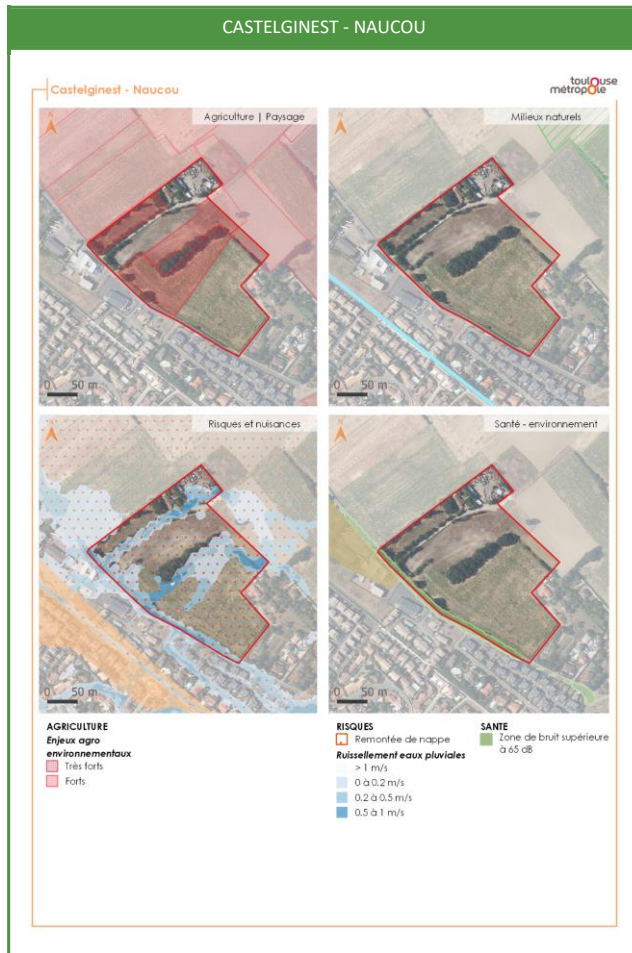 CASTELGINEST - NAUCOU
Castelginest - Naucou
toulouse
métropole
N
Agriculture | Paysage
0 50 m
N
Milieux naturels
0 50 m
N
Risques et nuisances
0 50 m
N
Santé - environnement
0 50 m
AGRICULTURE
Enjeux agro
environnementaux
Très forts
Forts
RISQUES
Remontée de nappe
Ruissellement eaux pluviales
> 1 m/s
0 à 0.2 m/s
0.2 à 0.5 m/s
0.5 à 1 m/s
SANTE
Zone de bruit supérieure
à 65 dB